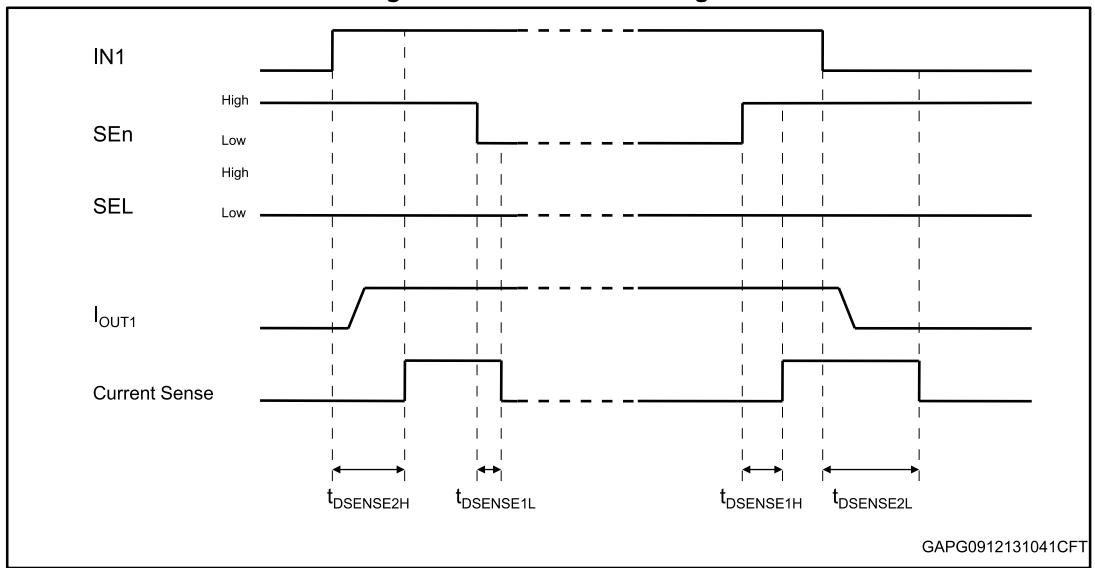 IN1
High
SEn
Low
High
SEL
Low
IOUT1
Current Sense
tDSENSE2H
tDSENSE1L
tDSENSE1H
tDSENSE2L
GAPG0912131041CFT